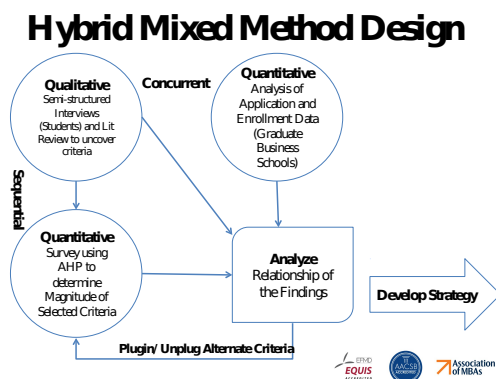 Hybrid Mixed Method Design
Qualitative
Semi-structured
Interviews
(Students) and Lit
Review to uncover
criteria
Concurrent
Quantitative
Analysis of
Application and
Enrollment Data
(Graduate
Business
Schools)
Sequential
Quantitative
Survey using
AHP to
determine
Magnitude of
Selected Criteria
Analyze
Relationship of
the Findings
Develop Strategy
Plugin/ Unplug Alternate Criteria
EFMD
EQUIS
ACCREDITED
AACSB
ACCREDITED
Association
of MBAs